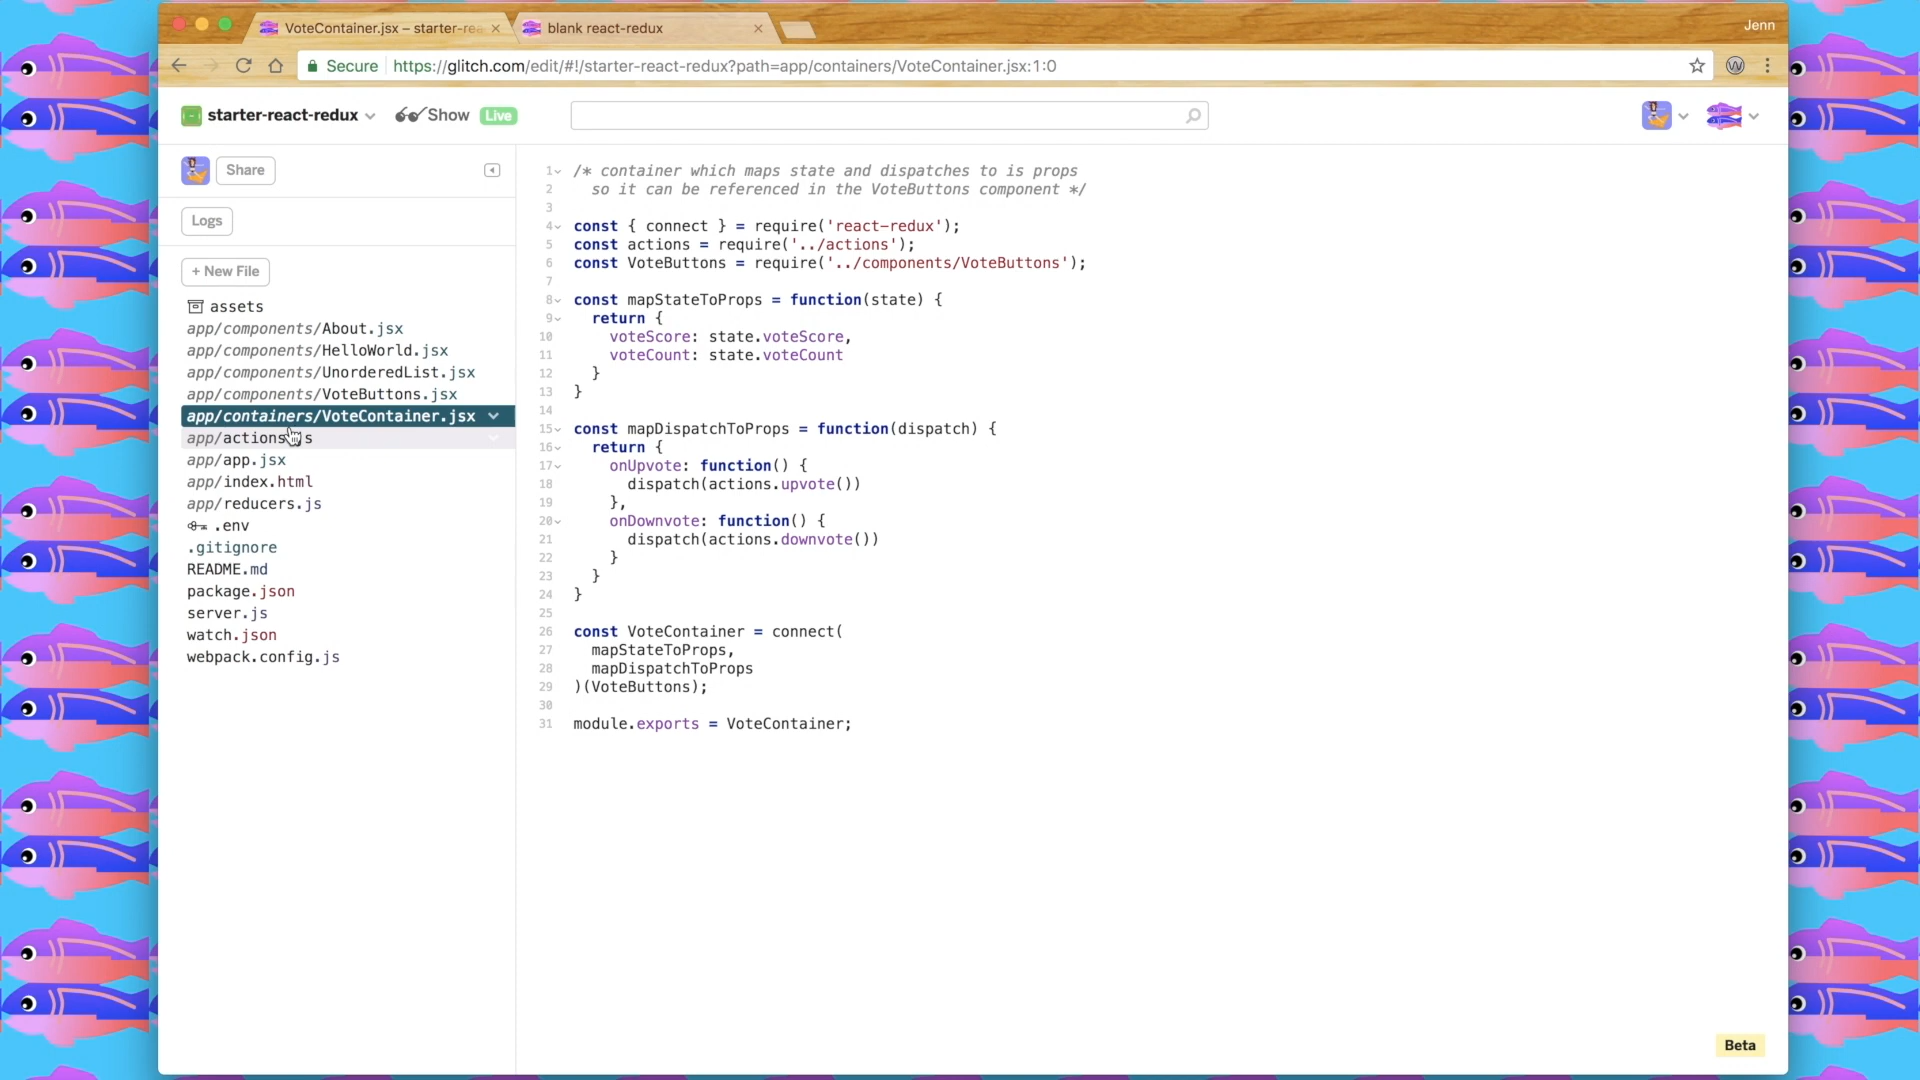 VoteContainer.jsx – starter-rea
blank react-redux
Jenn
Secure
https://glitch.com/edit/#!/starter-react-redux?path=app/containers/VoteContainer.jsx:1:0
starter-react-redux
Show
Live
Share
Logs
+ New File
assets
app/components/About.jsx
app/components/HelloWorld.jsx
app/components/UnorderedList.jsx
app/components/VoteButtons.jsx
app/containers/VoteContainer.jsx
app/actions.js
app/app.jsx
app/index.html
app/reducers.js
.env
.gitignore
README.md
package.json
server.js
watch.json
webpack.config.js
1 /* container which maps state and dispatches to is props
2   so it can be referenced in the VoteButtons component */
3
4 const { connect } = require('react-redux');
5 const actions = require('../actions');
6 const VoteButtons = require('../components/VoteButtons');
7
8 const mapStateToProps = function(state) {
9   return {
10     voteScore: state.voteScore,
11     voteCount: state.voteCount
12   }
13 }
14
15 const mapDispatchToProps = function(dispatch) {
16   return {
17     onUpvote: function() {
18       dispatch(actions.upvote())
19     },
20     onDownvote: function() {
21       dispatch(actions.downvote())
22     }
23   }
24 }
25
26 const VoteContainer = connect(
27   mapStateToProps,
28   mapDispatchToProps
29 )(VoteButtons);
30
31 module.exports = VoteContainer;
Beta